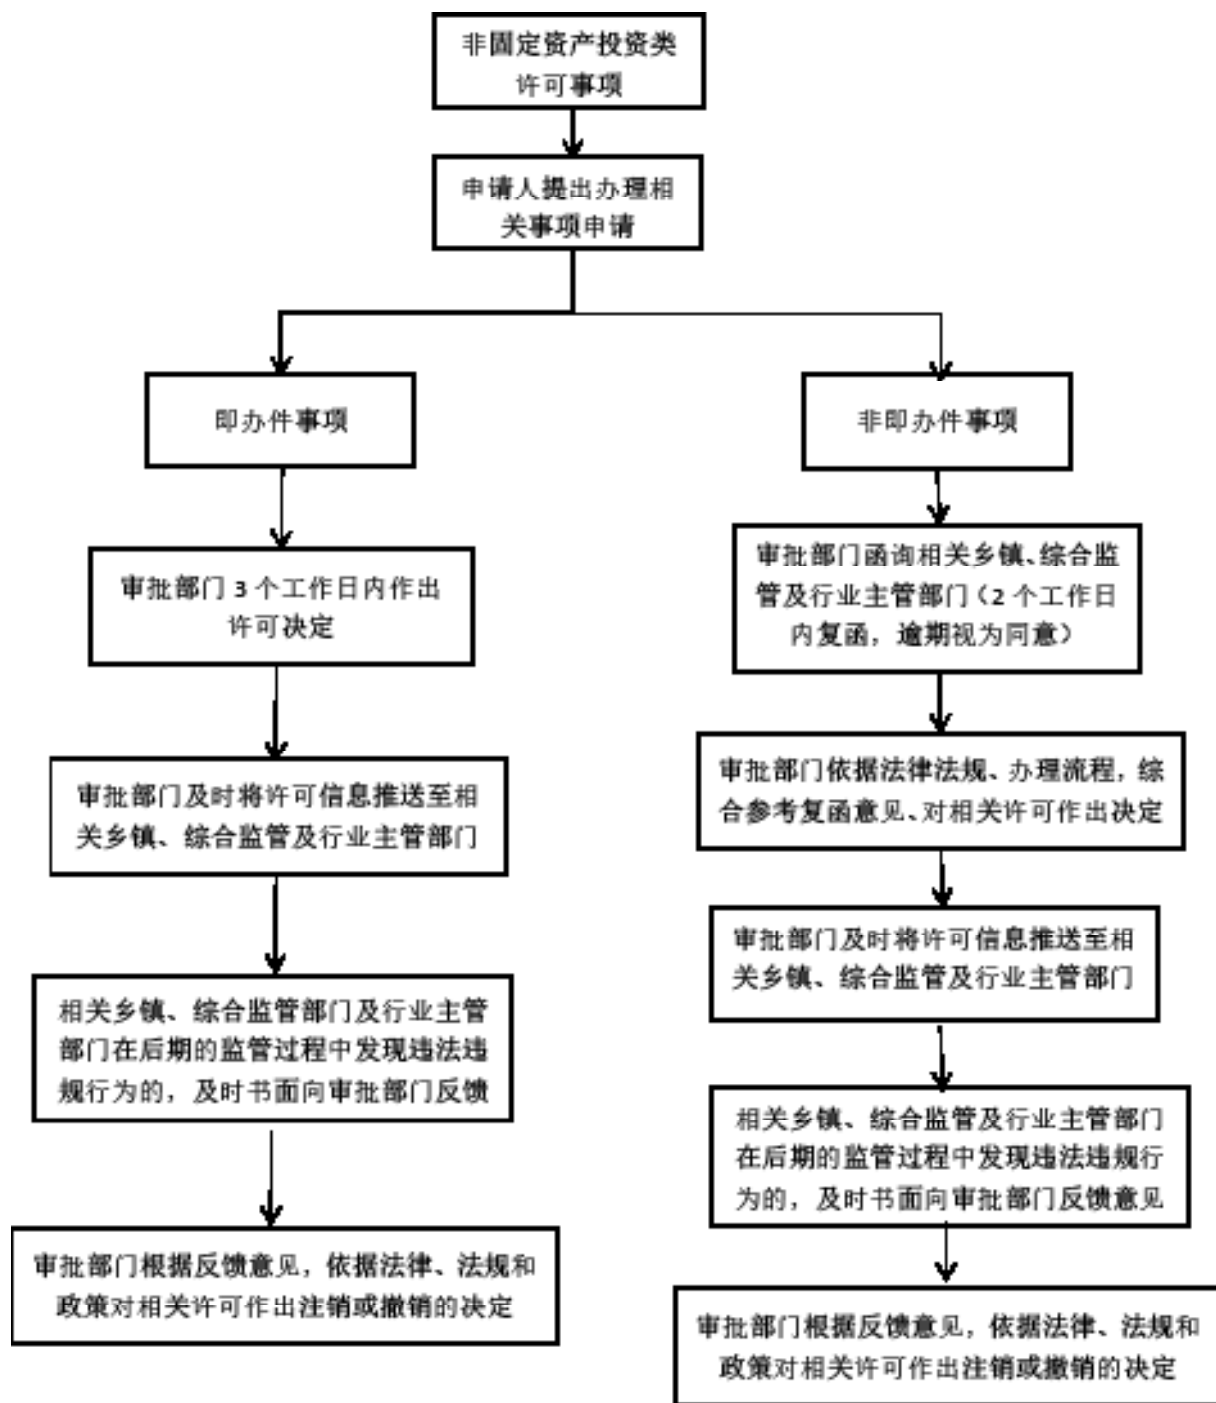 非固定资产投资类
许可事项
申请人提出办理相
关事项申请
即办件事项
审批部门 3 个工作日内作出
许可决定
审批部门及时将许可信息推送至相
关乡镇、综合监管及行业主管部门
相关乡镇、综合监管部门及行业主管
部门在后期的监管过程中发现违法违
规行为的，及时书面向审批部门反馈
审批部门根据反馈意见，依据法律、法规和
政策对相关许可作出注销或撤销的决定
非即办件事项
审批部门函询相关乡镇、综合监
管及行业主管部门（2 个工作日
内复函，逾期视为同意）
审批部门依据法律法规、办理流程，综
合参考复函意见、对相关许可作出决定
审批部门及时将许可信息推送至相
关乡镇、综合监管及行业主管部门
相关乡镇、综合监管及行业主管部门
在后期的监管过程中发现违法违规行
为的，及时书面向审批部门反馈意见
审批部门根据反馈意见，依据法律、法规和
政策对相关许可作出注销或撤销的决定